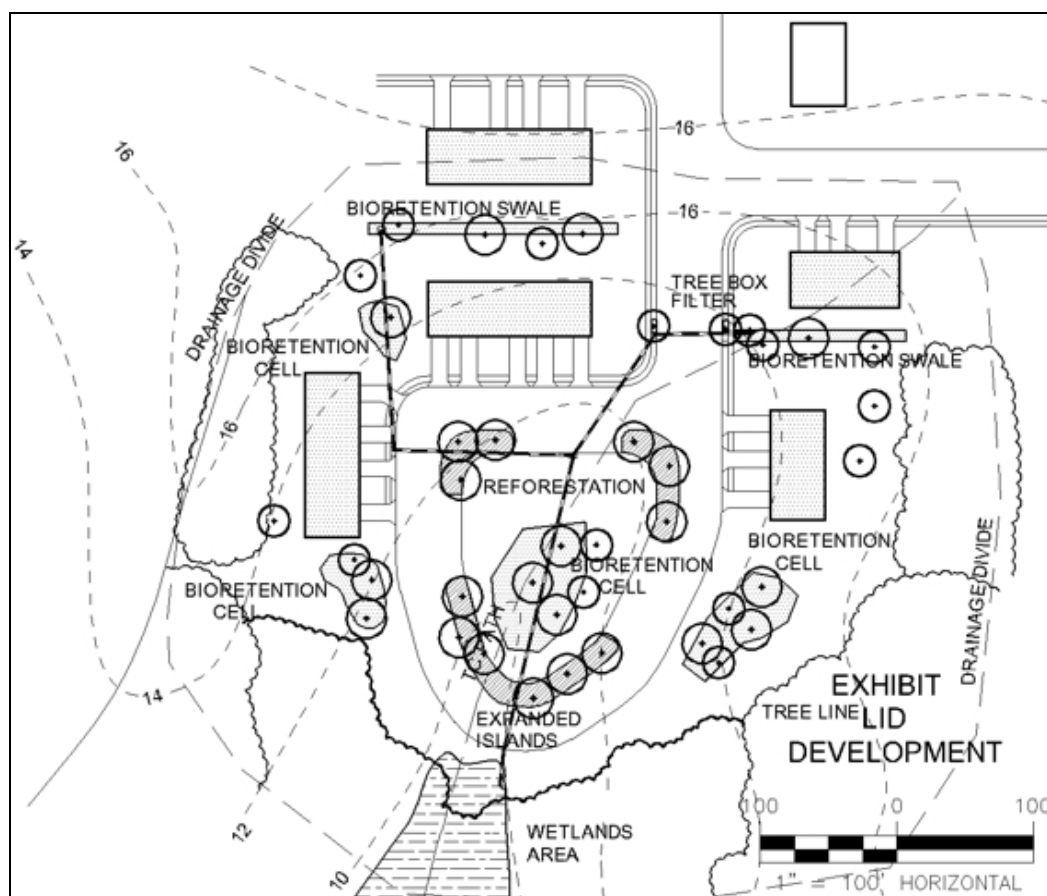 16
16
14
BIORETENTION SWALE
16
DRAINAGE DIVIDE
TREE BOX
FILTER
BIORETENTION
CELL
BIORETENTION SWALE
16
REFORESTATION
BIORETENTION
CELL
BIORETENTION
CELL
BIORETENTION
CELL
DRAINAGE DIVIDE
14
EXPANDED
ISLANDS
TREE LINE
EXHIBIT
LID
DEVELOPMENT
12
10
WETLANDS
AREA
100 0 100
1" = 100' HORIZONTAL